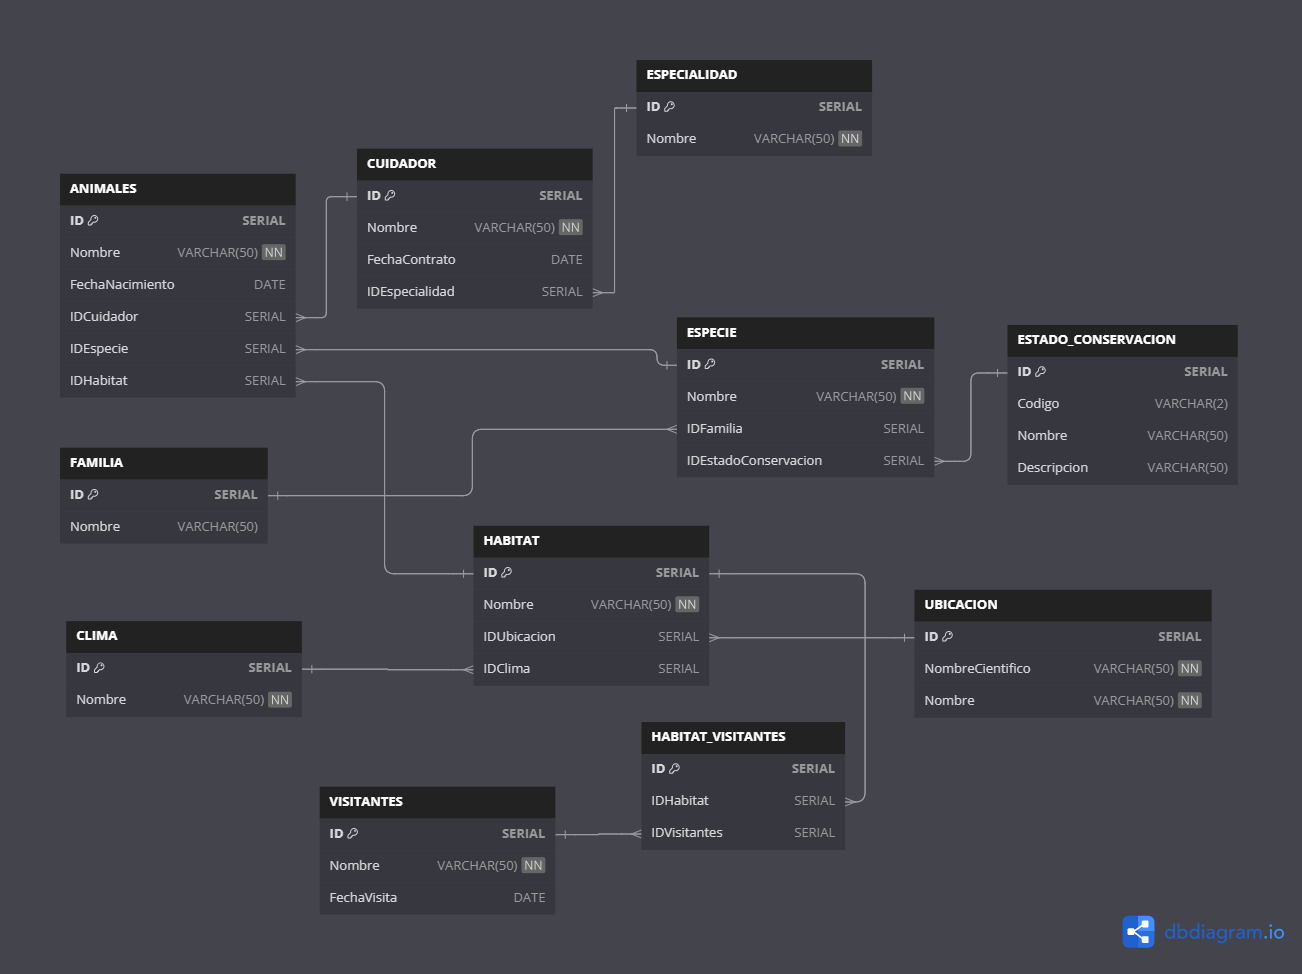 ESPECIALIDAD
ID SERIAL
Nombre VARCHAR(50) NN
CUIDADOR
ID SERIAL
Nombre VARCHAR(50) NN
FechaContrato DATE
IDEspecialidad SERIAL
ANIMALES
ID SERIAL
Nombre VARCHAR(50) NN
FechaNacimiento DATE
IDCuidador SERIAL
IDEspecie SERIAL
IDHabitat SERIAL
ESPECIE
ID SERIAL
Nombre VARCHAR(50) NN
IDFamilia SERIAL
IDEstadoConservacion SERIAL
ESTADO_CONSERVACION
ID SERIAL
Codigo VARCHAR(2)
Nombre VARCHAR(50)
Descripcion VARCHAR(50)
FAMILIA
ID SERIAL
Nombre VARCHAR(50)
HABITAT
ID SERIAL
Nombre VARCHAR(50) NN
IDUbicacion SERIAL
IDClima SERIAL
UBICACION
ID SERIAL
NombreCientifico VARCHAR(50) NN
Nombre VARCHAR(50) NN
CLIMA
ID SERIAL
Nombre VARCHAR(50) NN
HABITAT_VISITANTES
ID SERIAL
IDHabitat SERIAL
IDVisitantes SERIAL
VISITANTES
ID SERIAL
Nombre VARCHAR(50) NN
FechaVisita DATE
dbdiagram.io